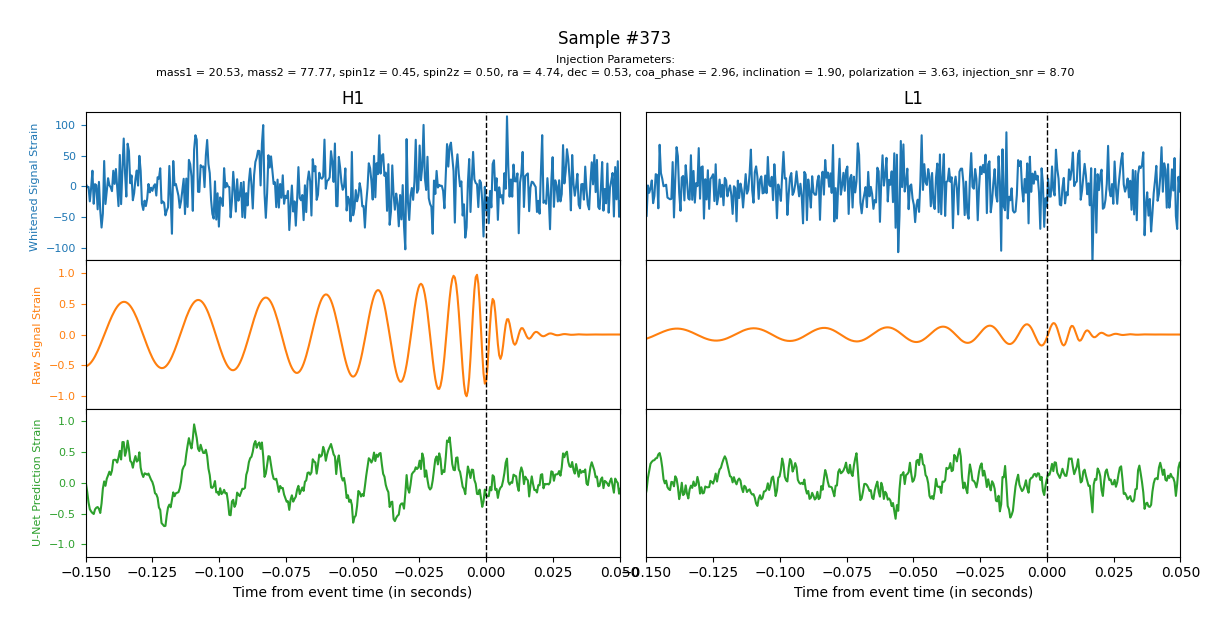 Sample #373
Injection Parameters:
mass1 = 20.53, mass2 = 77.77, spin1z = 0.45, spin2z = 0.50, ra = 4.74, dec = 0.53, coa_phase = 2.96, inclination = 1.90, polarization = 3.63, injection_snr = 8.70
H1 L1
Whitened Signal Strain
100
50
0
−50
−100
Raw Signal Strain
1.0
0.5
0.0
−0.5
−1.0
U-Net Prediction Strain
1.0
0.5
0.0
−0.5
−1.0
−0.150 −0.125 −0.100 −0.075 −0.050 −0.025 0.000 0.025 0.050
−0.150 −0.125 −0.100 −0.075 −0.050 −0.025 0.000 0.025 0.050
Time from event time (in seconds) Time from event time (in seconds)